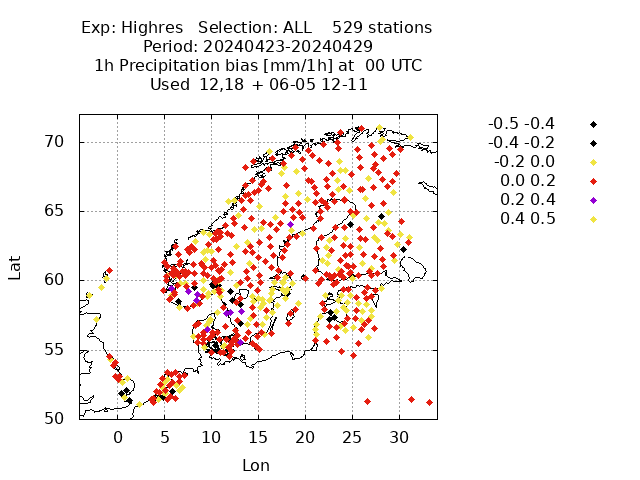 Exp: Highres Selection: ALL 529 stations
Period: 20240423-20240429
1h Precipitation bias [mm/1h] at 00 UTC
Used 12,18 + 06-05 12-11
-0.5 -0.4
-0.4 -0.2
-0.2 0.0
0.0 0.2
0.2 0.4
0.4 0.5
70
65
60
55
50
Lat
0 5 10 15 20 25 30
Lon